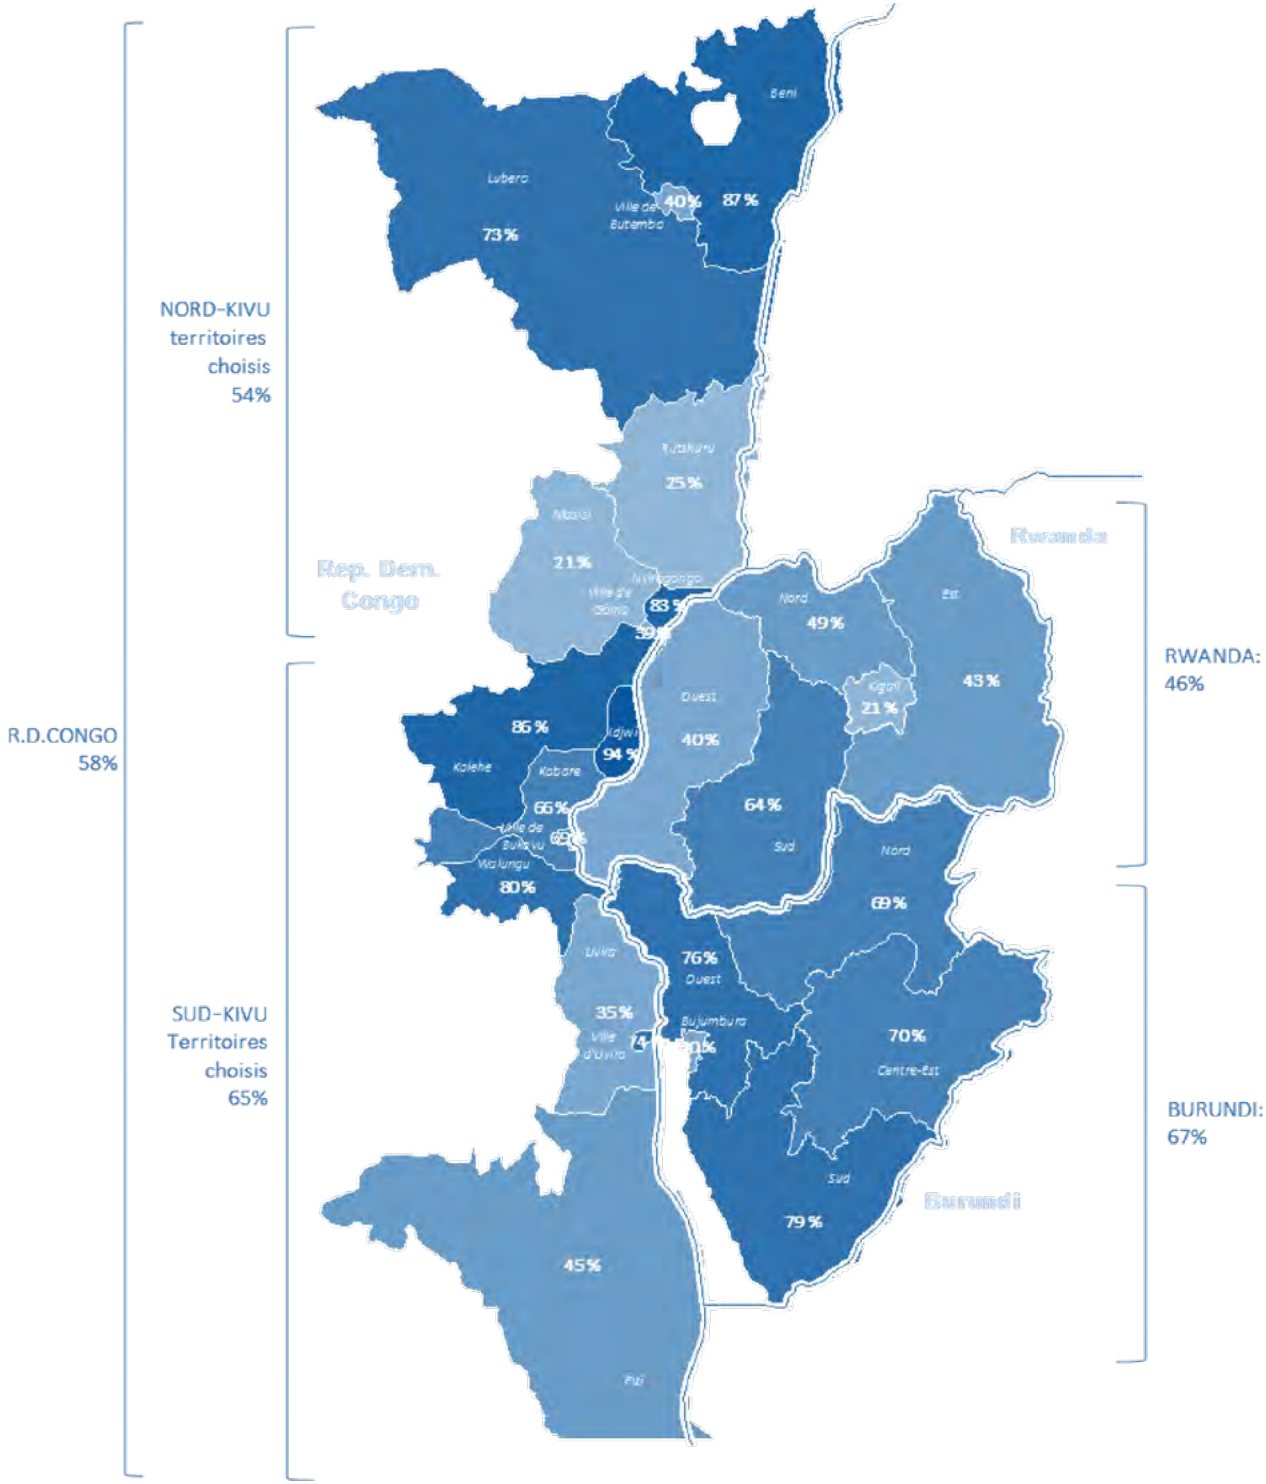 Beni
Lubero
40%
87%
Ville de
Butembo
73%
NORD-KIVU
territoires
choisis
54%
Rutshuru
25%
Masisi
Rwanda
21%
Rep. Dem.
Congo
Nyiragongo
Ville de
Goma
83%
39%
Nord
49%
Est
RWANDA:
46%
Kigali
21%
43%
Ouest
40%
R.D.CONGO
58%
86%
Idjwi
94%
Kalehe
Kabare
66%
Ville de
Bukavu
64%
Sud
Nord
Walungu
80%
69%
Uvira
76%
Ouest
SUD-KIVU
Territoires
choisis
65%
35%
Ville
d'Uvira
Bujumbura
70%
Centre-Est
BURUNDI:
67%
Sud
Burundi
79%
45%
Fizi